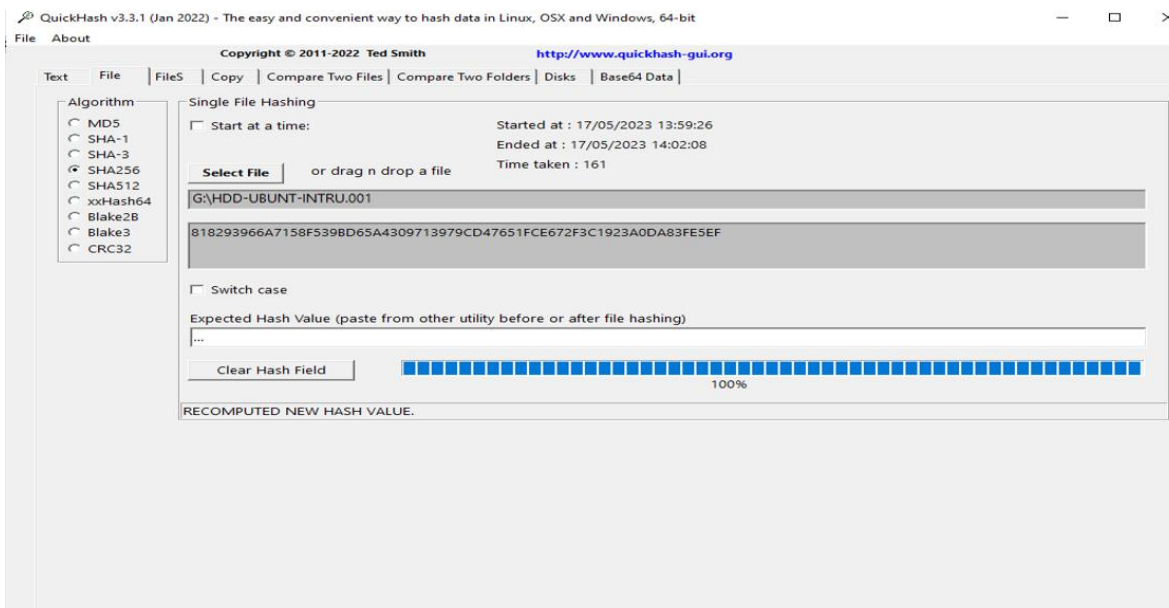 QuickHash v3.3.1 (Jan 2022) - The easy and convenient way to hash data in Linux, OSX and Windows, 64-bit
File About
Copyright © 2011-2022 Ted Smith http://www.quickhash-gui.org
Text File FileS Copy Compare Two Files Compare Two Folders Disks Base64 Data
Algorithm
MD5
SHA-1
SHA-3
SHA256
SHA512
xxHash64
Blake2B
Blake3
CRC32
Single File Hashing
Start at a time:
Started at : 17/05/2023 13:59:26
Ended at : 17/05/2023 14:02:08
Time taken : 161
Select File or drag n drop a file
G:\HDD-UBUNT-INTRU.001
818293966A7158F539BD65A4309713979CD47651FCE672F3C1923A0DA83FE5EF
Switch case
Expected Hash Value (paste from other utility before or after file hashing)
...
Clear Hash Field
100%
RECOMPUTED NEW HASH VALUE.